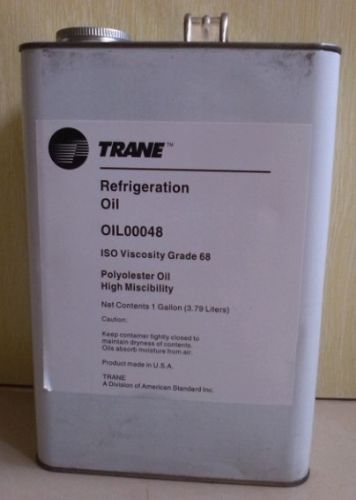 TRANE™
Refrigeration
Oil
OIL00048
ISO Viscosity Grade 68
Polyolester Oil
High Miscibility
Net Contents 1 Gallon (3.79 Liters)
Caution:
Keep container tightly closed to
maintain dryness of contents.
Oils absorb moisture from air.
Product made in U.S.A.
TRANE
A Division of American Standard Inc.